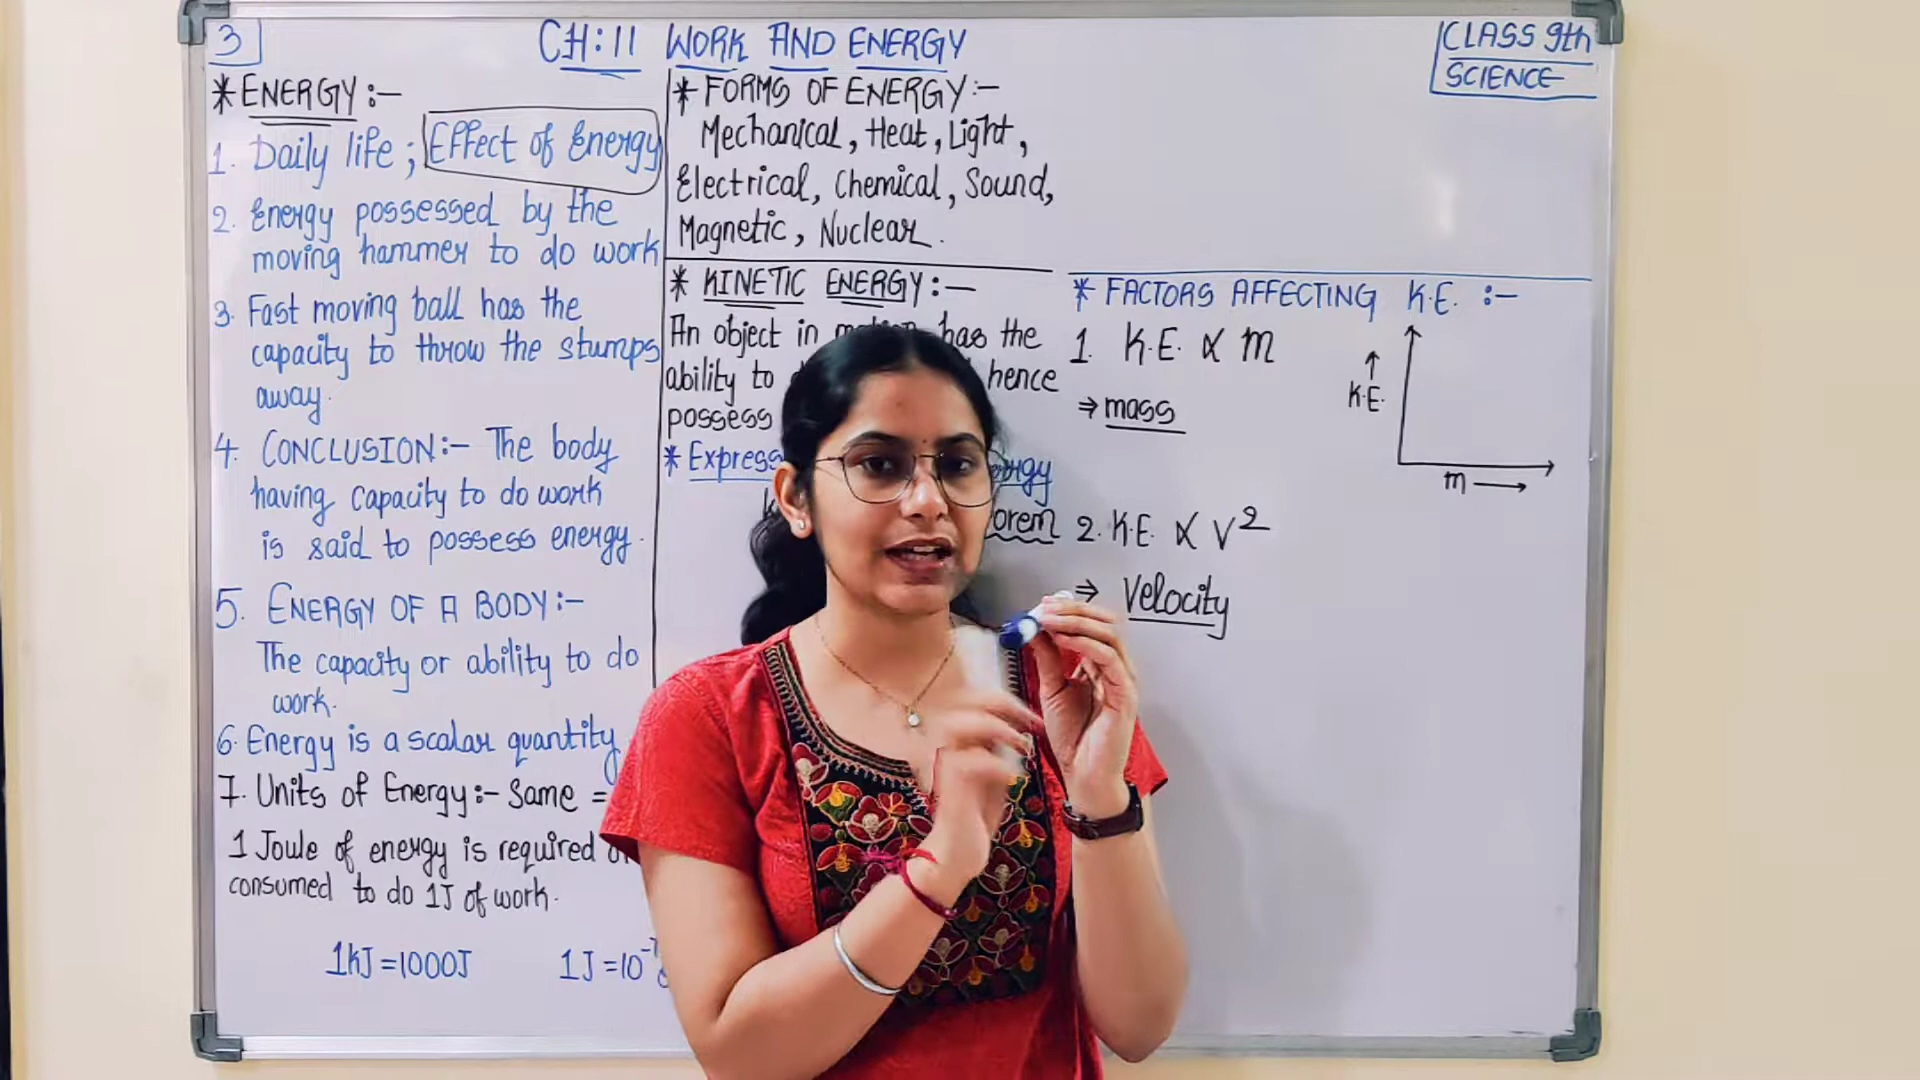 3
CH:11 WORK AND ENERGY
CLASS 9th
SCIENCE
* ENERGY:-
1. Daily life ; Effect of Energy
2. Energy possessed by the
moving hammer to do work
3. Fast moving ball has the
capacity to throw the stumps
away.
4. CONCLUSION:- The body
having capacity to do work
is said to possess energy.
5. ENERGY OF A BODY:-
The capacity or ability to do
work.
6. Energy is a scalar quantity
7. Units of Energy:- Same =
1 Joule of energy is required
consumed to do 1J of work.
1kJ=1000J 1J=10
* FORMS OF ENERGY:-
Mechanical, Heat, Light,
Electrical, Chemical, Sound,
Magnetic, Nuclear.
* KINETIC ENERGY:-
An object in has the
ability to hence
possess
*
* FACTORS AFFECTING K.E. :-
1. K.E. ∝ m
⇒ mass
↑
K.E.
m →
2. K.E. ∝ v²
⇒ Velocity